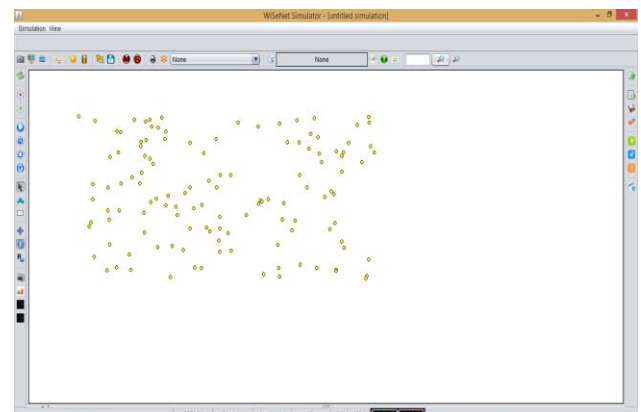 WiSeNet Simulator - [untitled simulation]
Simulation View
None None